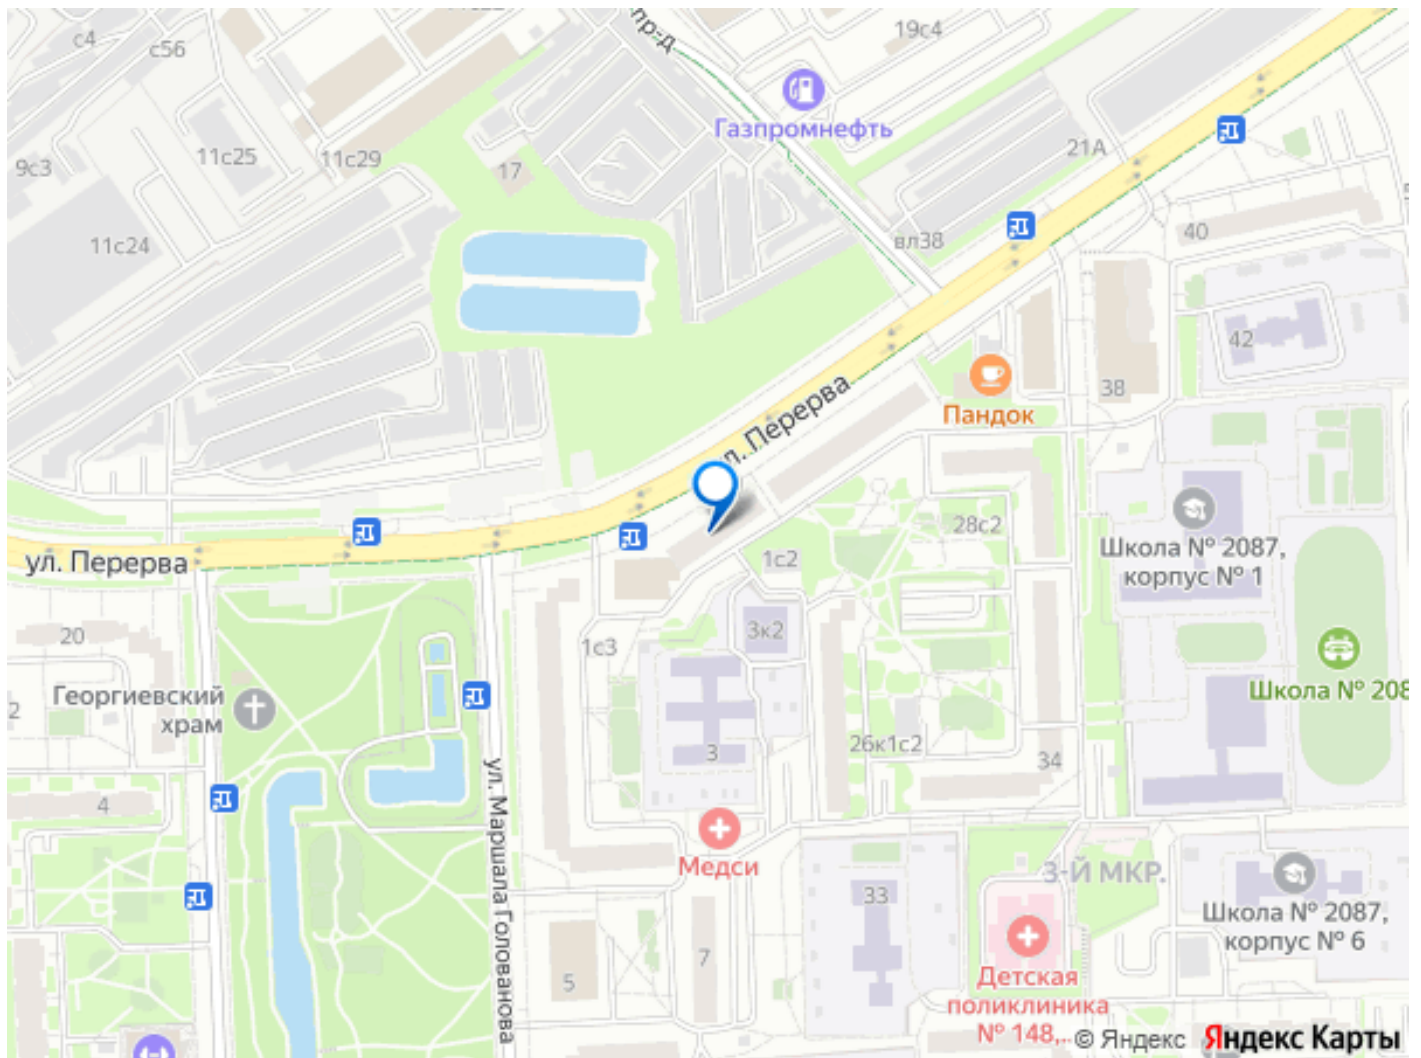 с4
с56
пр-д
19с4
Газпромнефть
11с25
11с29
9с3
17
21А
11с24
вл38
40
42
38
ул. Перерва
Пандок
28с2
ул. Перерва
1с2
Школа № 2087,
корпус № 1
20
1с3
3к2
Георгиевский
храм
2
Школа № 208
3
26к1с2
34
4
ул. Маршала Голованова
Медси
3-Й МКР.
33
Школа № 2087,
корпус № 6
7
5
Детская
поликлиника
№ 148,...
© Яндекс Яндекс Карты